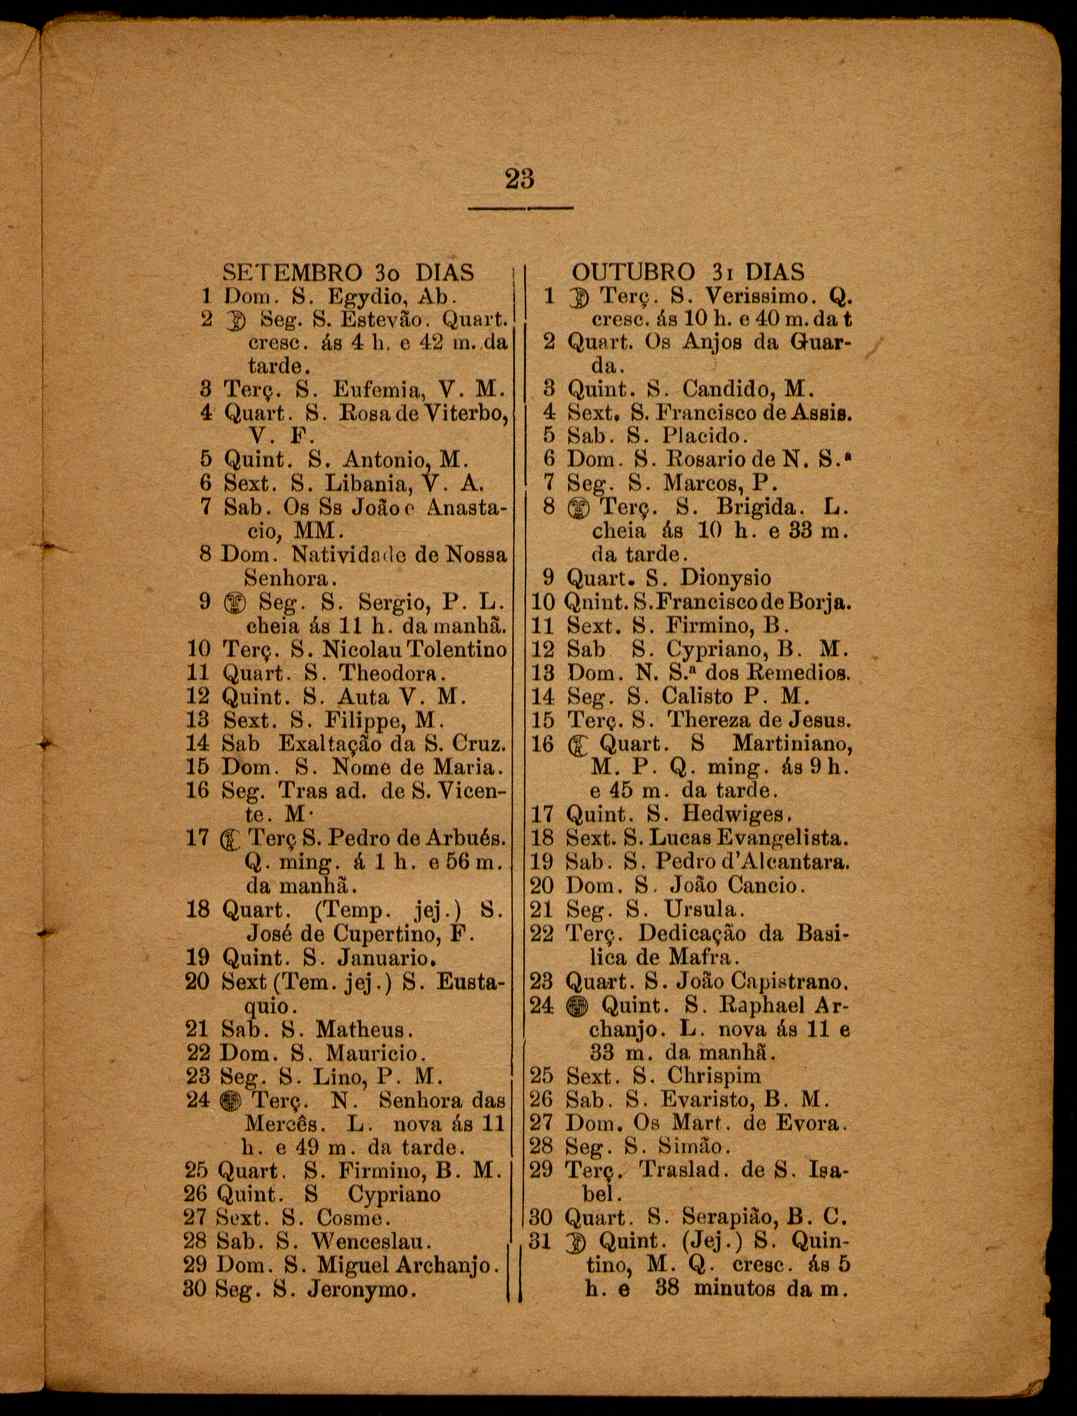 23
SETEMBRO 30 DIAS
1 Dom. S. Egydio, Ab.
2 Seg. S. Estevão. Quart.
cresc. ás 4 h. e 42 m. da
tarde.
3 Terç. S. Eufemia, V. M.
4 Quart. S. Rosa de Viterbo,
V. F.
5 Quint. S. Antonio, M.
6 Sext. S. Libania, V. A.
7 Sab. Os Ss João e Anasta-
cio, MM.
8 Dom. Natividade de Nossa
Senhora.
9 Seg. S. Sergio, P. L.
cheia ás 11 h. da manhã.
10 Terç. S. Nicolau Tolentino
11 Quart. S. Theodora.
12 Quint. S. Auta V. M.
13 Sext. S. Filippe, M.
14 Sab Exaltação da S. Cruz.
15 Dom. S. Nome de Maria.
16 Seg. Tras ad. de S. Vicen-
te. M·
17 Terç S. Pedro de Arbués.
Q. ming. á 1 h. e 56 m.
da manhã.
18 Quart. (Temp. jej.) S.
José de Cupertino, F.
19 Quint. S. Januario.
20 Sext (Tem. jej.) S. Eusta-
quio.
21 Sab. S. Matheus.
22 Dom. S. Mauricio.
23 Seg. S. Lino, P. M.
24 Terç. N. Senhora das
Mercês. L. nova ás 11
h. e 49 m. da tarde.
25 Quart. S. Firmino, B. M.
26 Quint. S Cypriano
27 Sext. S. Cosme.
28 Sab. S. Wenceslau.
29 Dom. S. Miguel Archanjo.
30 Seg. S. Jeronymo.
OUTUBRO 31 DIAS
1 Terç. S. Verissimo. Q.
cresc. ás 10 h. e 40 m. da t
2 Quart. Os Anjos da Guar-
da.
3 Quint. S. Candido, M.
4 Sext. S. Francisco de Assis.
5 Sab. S. Placido.
6 Dom. S. Rosario de N. S.ª
7 Seg. S. Marcos, P.
8 Terç. S. Brigida. L.
cheia ás 10 h. e 33 m.
da tarde.
9 Quart. S. Dionysio
10 Qnint. S. Francisco de Borja.
11 Sext. S. Firmino, B.
12 Sab S. Cypriano, B. M.
13 Dom. N. S.ª dos Remedios.
14 Seg. S. Calisto P. M.
15 Terç. S. Thereza de Jesus.
16 Quart. S Martiniano,
M. P. Q. ming. ás 9 h.
e 45 m. da tarde.
17 Quint. S. Hedwiges.
18 Sext. S. Lucas Evangelista.
19 Sab. S. Pedro d'Alcantara.
20 Dom. S. João Cancio.
21 Seg. S. Ursula.
22 Terç. Dedicação da Basi-
lica de Mafra.
23 Quart. S. João Capistrano.
24 Quint. S. Raphael Ar-
chanjo. L. nova ás 11 e
33 m. da manhã.
25 Sext. S. Chrispim
26 Sab. S. Evaristo, B. M.
27 Dom. Os Mart. de Evora.
28 Seg. S. Simão.
29 Terç. Traslad. de S. Isa-
bel.
30 Quart. S. Serapião, B. C.
31 Quint. (Jej.) S. Quin-
tino, M. Q. cresc. ás 5
h. e 38 minutos da m.